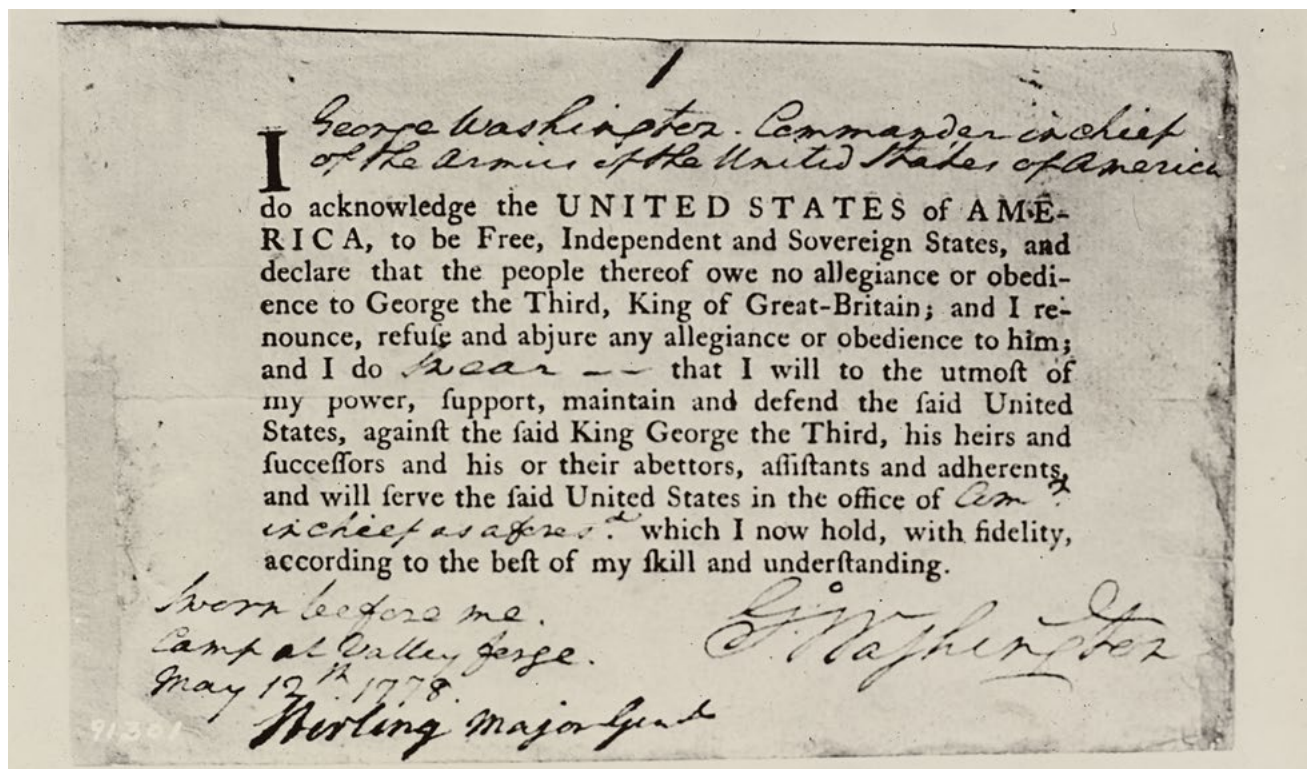 I George Washington. Commander in chief
of the Armies of the United States of America
do acknowledge the UNITED STATES of AME-
RICA, to be Free, Independent and Sovereign States, and
declare that the people thereof owe no allegiance or obedi-
ence to George the Third, King of Great-Britain; and I re-
nounce, refuſe and abjure any allegiance or obedience to him;
and I do Swear —— that I will to the utmoſt of
my power, ſupport, maintain and defend the ſaid United
States, againſt the ſaid King George the Third, his heirs and
ſucceſſors and his or their abettors, aſſiſtants and adherents,
and will ſerve the ſaid United States in the office of Comr.
in chief as afores.d which I now hold, with fidelity,
according to the beſt of my ſkill and underſtanding.
Sworn before me.
Camp at Valley forge.
May 12th. 1778.
Go. Washington
Stirling Major Genl
91301